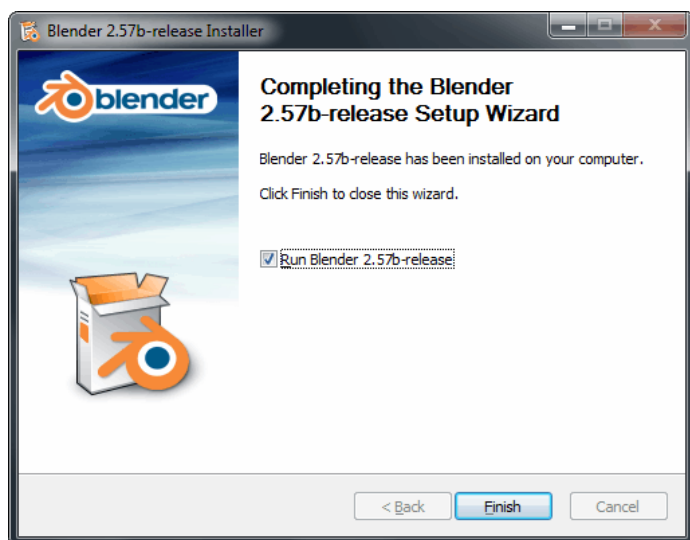 Blender 2.57b-release Installer
blender
Completing the Blender
2.57b-release Setup Wizard
Blender 2.57b-release has been installed on your computer.
Click Finish to close this wizard.
Run Blender 2.57b-release
< Back
Finish
Cancel